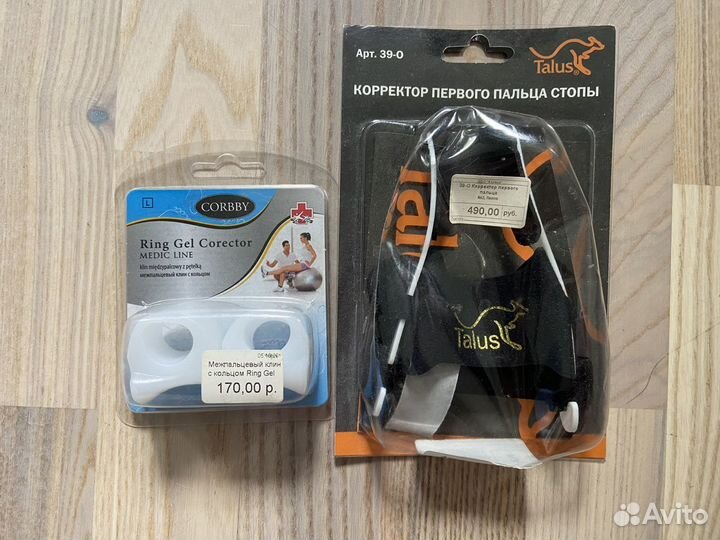 L
CORBBY
Ring Gel Corector
MEDIC LINE
klin międzypalcowy z pętelką
межпальцевый клин с кольцом
Межпальцевый клин
с кольцом Ring Gel
170,00 р.
Арт. 39-О
Talus®
КОРРЕКТОР ПЕРВОГО ПАЛЬЦА СТОПЫ
39-О Корректор первого
пальца
490,00 руб.
Talus
Talus
Avito